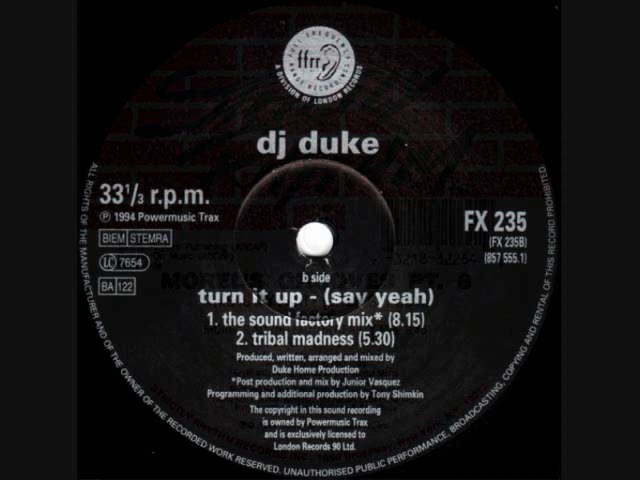 FULL FREQUENCY
ffrr
RANGE RECORDINGS
A DIVISION OF LONDON RECORDS
dj duke
33 1/3 r.p.m.
℗ 1994 Powermusic Trax
BIEM STEMRA
LC 7654
BA 122
FX 235
(FX 235B)
(857 555.1)
MOREL'S GROOVES PT. 6
b side
turn it up - (say yeah)
1. the sound factory mix* (8.15)
2. tribal madness (5.30)
Produced, written, arranged and mixed by
Duke Home Production
*Post production and mix by Junior Vasquez
Programming and additional production by Tony Shimkin
The copyright in this sound recording
is owned by Powermusic Trax
and is exclusively licensed to
London Records 90 Ltd.
ALL RIGHTS OF THE MANUFACTURER AND OF THE OWNER OF THE RECORDED WORK RESERVED. UNAUTHORISED PUBLIC PERFORMANCE, BROADCASTING, COPYING AND RENTAL OF THIS RECORD PROHIBITED.